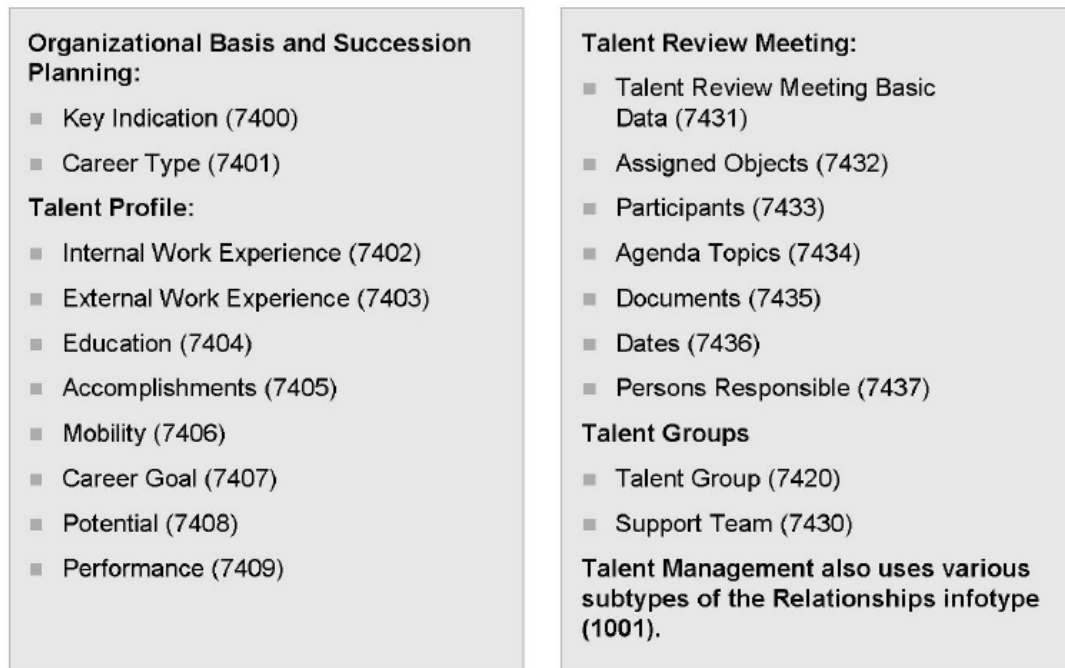 Organizational Basis and Succession
Planning:
Key Indication (7400)
Career Type (7401)
Talent Profile:
Internal Work Experience (7402)
External Work Experience (7403)
Education (7404)
Accomplishments (7405)
Mobility (7406)
Career Goal (7407)
Potential (7408)
Performance (7409)
Talent Review Meeting:
Talent Review Meeting Basic
Data (7431)
Assigned Objects (7432)
Participants (7433)
Agenda Topics (7434)
Documents (7435)
Dates (7436)
Persons Responsible (7437)
Talent Groups
Talent Group (7420)
Support Team (7430)
Talent Management also uses various
subtypes of the Relationships infotype
(1001).